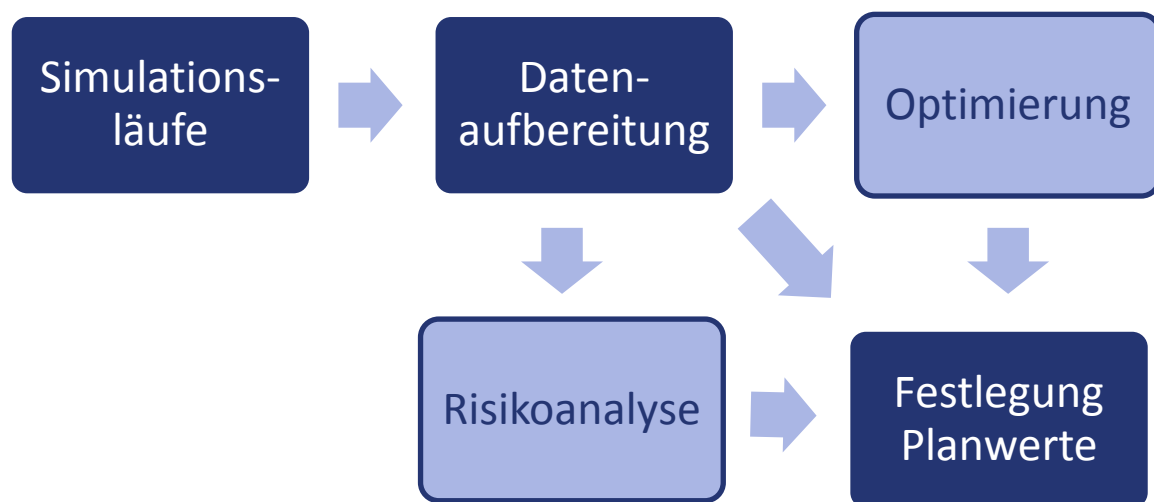 Simulations-
läufe
Daten-
aufbereitung
Optimierung
Risikoanalyse
Festlegung
Planwerte